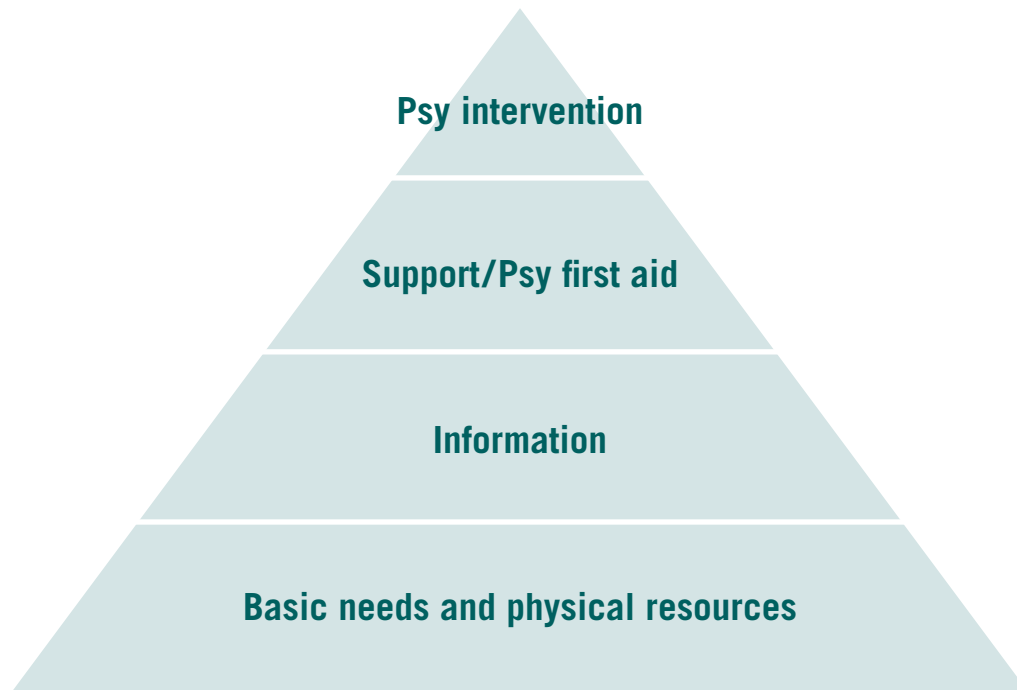 Psy intervention
Support/Psy first aid
Information
Basic needs and physical resources